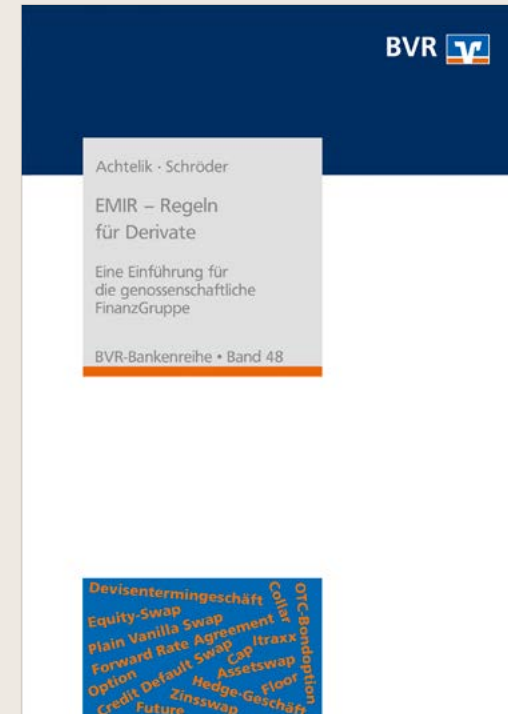 BVR
Achtelik · Schröder
EMIR – Regeln
für Derivate
Eine Einführung für
die genossenschaftliche
FinanzGruppe
BVR-Bankenreihe • Band 48
Devisentermingeschäft
Collar
OTC-Bondoption
Equity-Swap
Plain Vanilla Swap
Forward Rate Agreement
Itraxx
Option
Credit Default Swap
Cap
Assetswap
Hedge-Geschäft
Floor
Zinsswap
Future